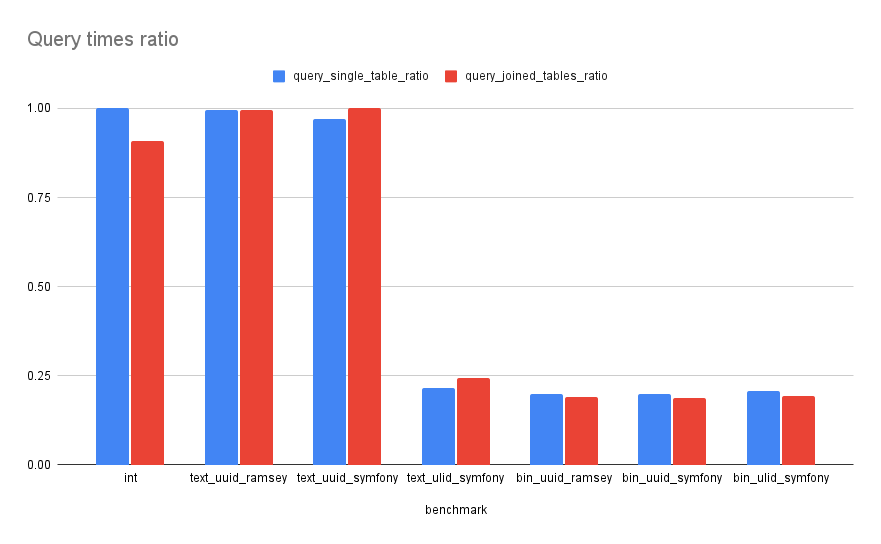 Query times ratio
query_single_table_ratio
query_joined_tables_ratio
1.00
0.75
0.50
0.25
0.00
int
text_uuid_ramsey
text_uuid_symfony
text_ulid_symfony
bin_uuid_ramsey
bin_uuid_symfony
bin_ulid_symfony
benchmark